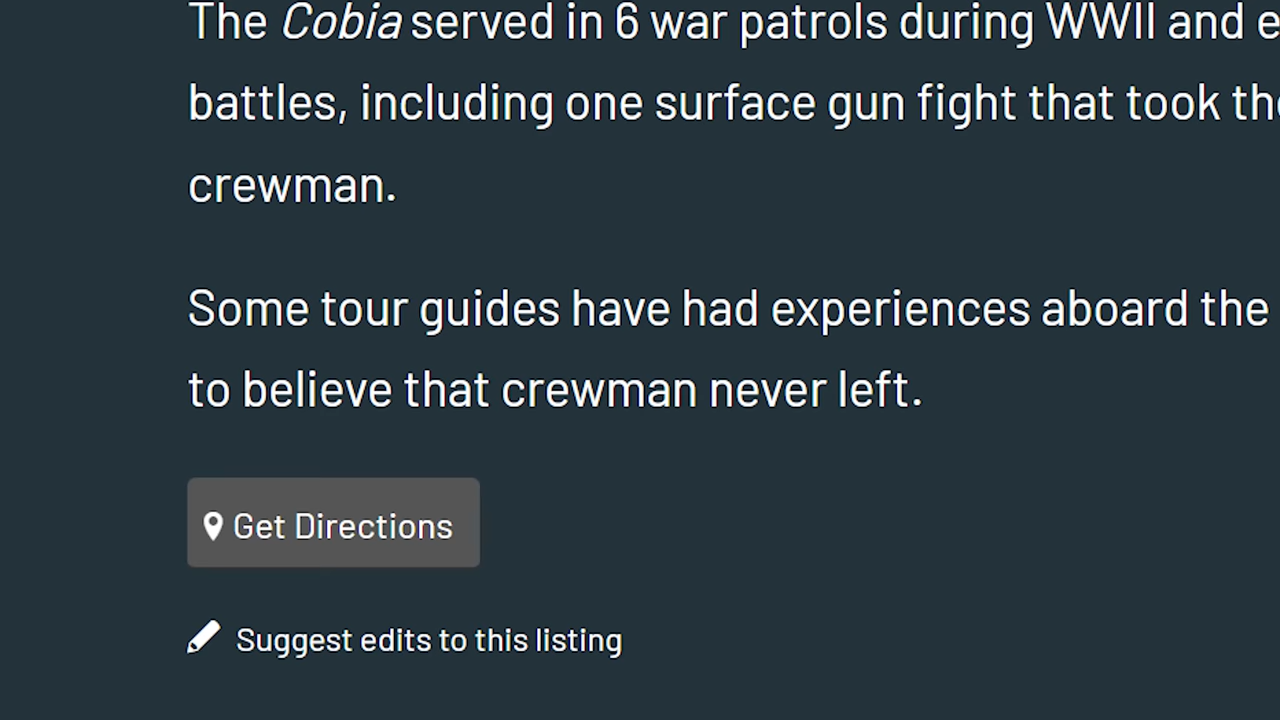 The Cobia served in 6 war patrols during WWII and
battles, including one surface gun fight that took
crewman.
Some tour guides have had experiences aboard the
to believe that crewman never left.
Get Directions
Suggest edits to this listing